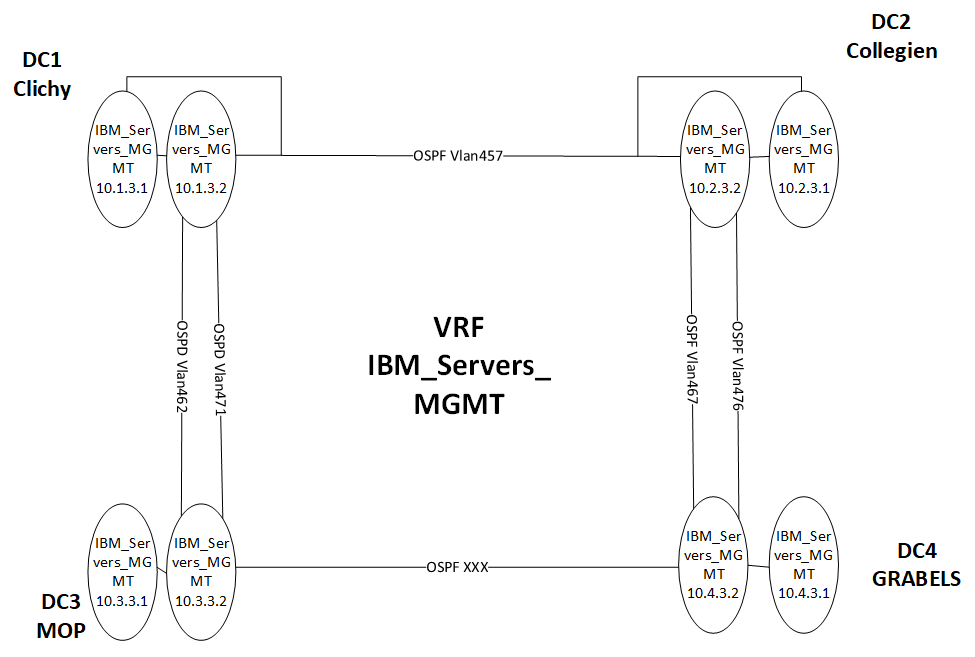 DC1
Clichy
DC2
Collegien
IBM_Ser
vers_MG
MT
10.1.3.1
IBM_Ser
vers_MG
MT
10.1.3.2
OSPF Vlan457
IBM_Ser
vers_MG
MT
10.2.3.2
IBM_Ser
vers_MG
MT
10.2.3.1
OSPD Vlan462
OSPD Vlan471
VRF
IBM_Servers_
MGMT
OSPF Vlan467
OSPF Vlan476
DC3
MOP
IBM_Ser
vers_MG
MT
10.3.3.1
IBM_Ser
vers_MG
MT
10.3.3.2
OSPF XXX
IBM_Ser
vers_MG
MT
10.4.3.2
IBM_Ser
vers_MG
MT
10.4.3.1
DC4
GRABELS